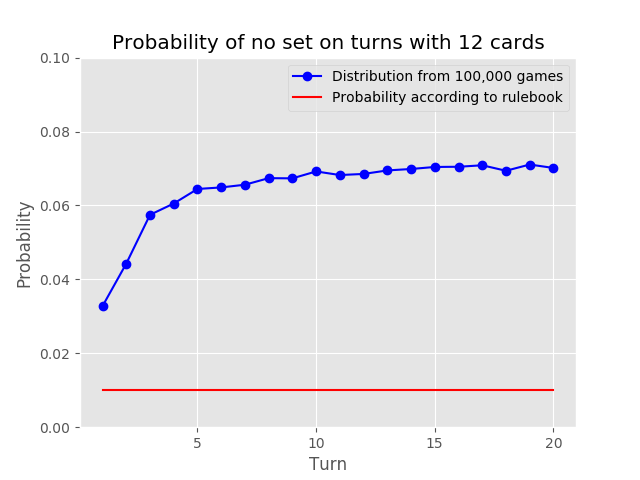 Probability of no set on turns with 12 cards
Distribution from 100,000 games
Probability according to rulebook
0.10
0.08
0.06
0.04
0.02
0.00
Probability
5
10
15
20
Turn